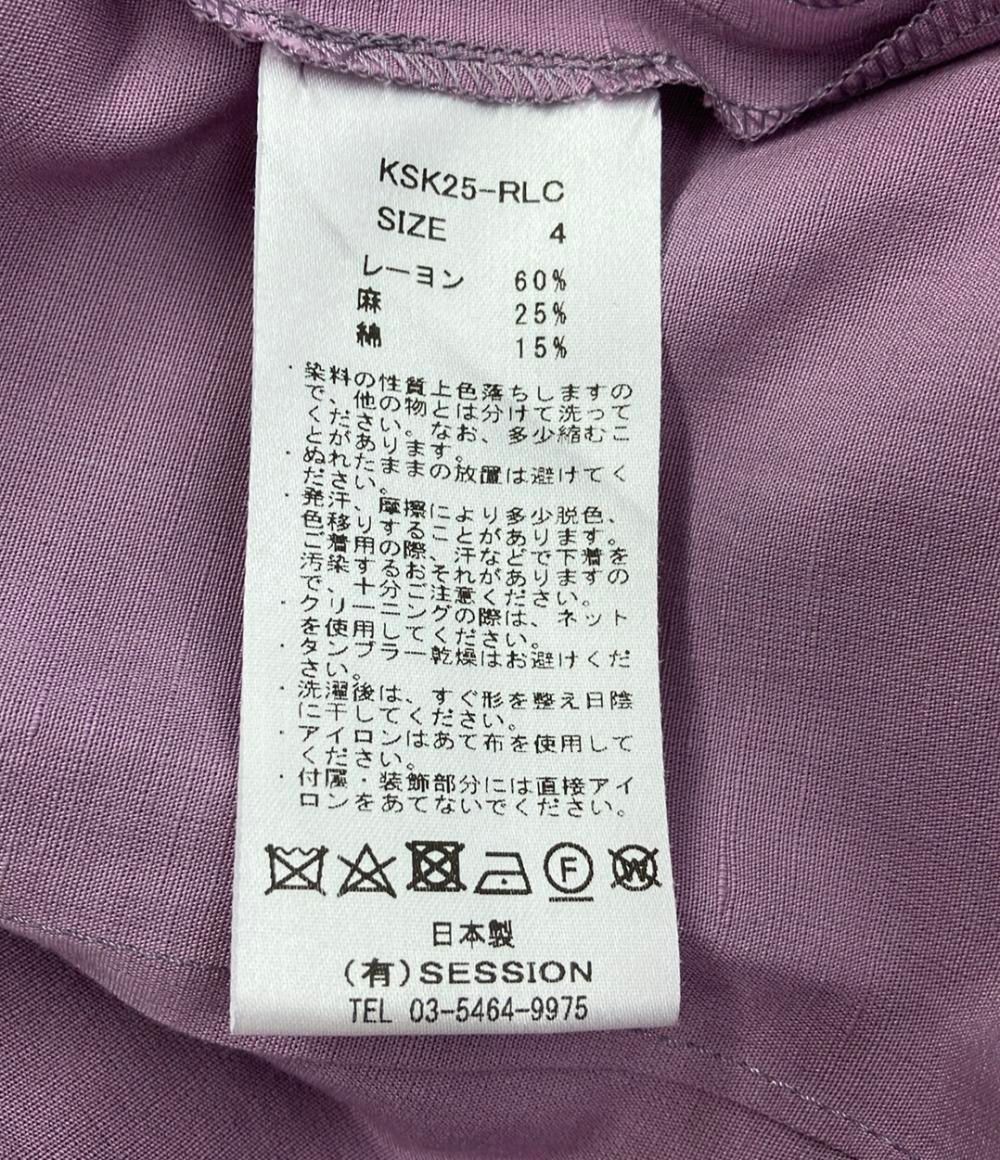 KSK25-RLC
SIZE 4
レーヨン 60%
麻 25%
綿 15%
・染料の性質上色落ちしますの
で、他の物とは分けて洗って
ください。なお、多少縮むこ
とがあります。
・ぬれたままの放置は避けてく
ださい。
・発汗、摩擦により多少脱色、
色移りすることがあります。
ご着用の際、汗などで下着を
汚染するおそれがありますの
で、十分ご注意ください。
・クリーニングの際は、ネット
を使用してください。
・タンブラー乾燥はお避けくだ
さい。
・洗濯後は、すぐ形を整え日陰
に干してください。
・アイロンはあて布を使用して
ください。
・付属・装飾部分には直接アイ
ロンをあてないでください。
F W
日本製
(有)SESSION
TEL 03-5464-9975